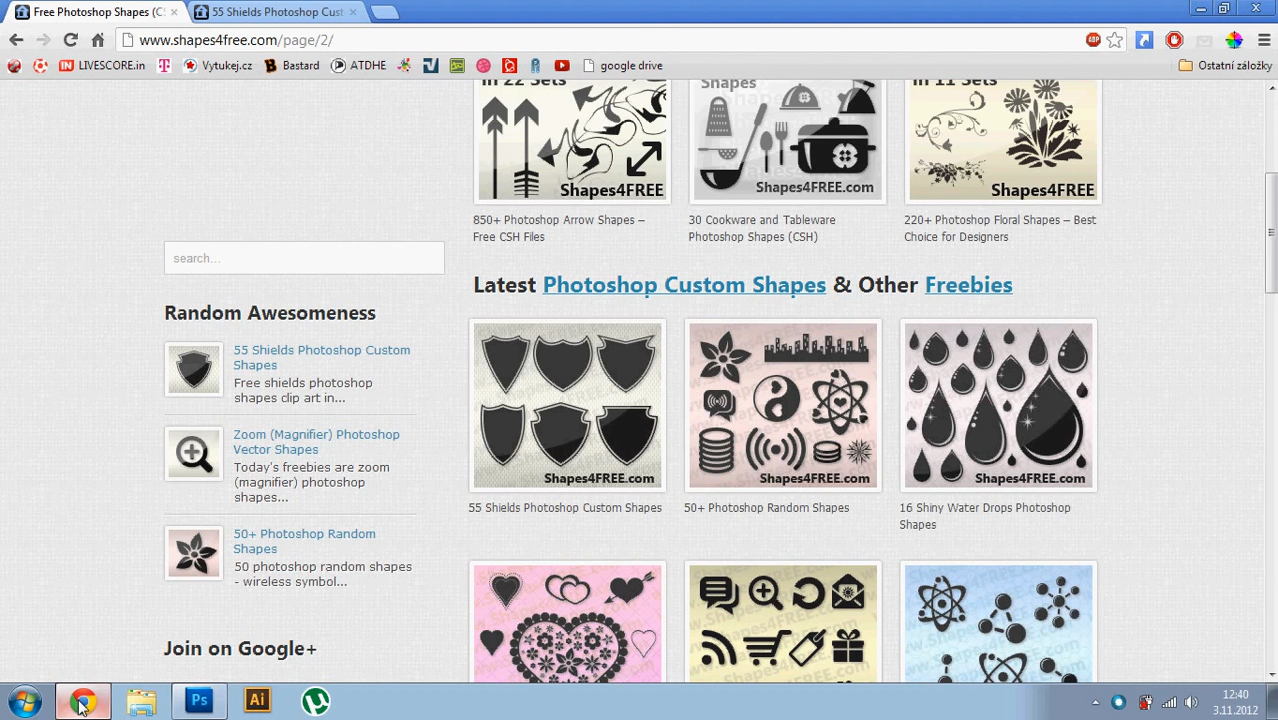 Free Photoshop Shapes (CS
55 Shields Photoshop Cust
www.shapes4free.com/page/2/
LIVESCORE.in
Vytukej.cz
Bastard
ATDHE
google drive
Ostatní záložky
In 22 Sets
Shapes
In 11 Sets
Shapes4FREE
Shapes4FREE.com
Shapes4FREE
850+ Photoshop Arrow Shapes –
Free CSH Files
30 Cookware and Tableware
Photoshop Shapes (CSH)
220+ Photoshop Floral Shapes – Best
Choice for Designers
search...
Latest Photoshop Custom Shapes & Other Freebies
Random Awesomeness
55 Shields Photoshop Custom
Shapes
Free shields photoshop
shapes clip art in...
Zoom (Magnifier) Photoshop
Vector Shapes
Today's freebies are zoom
(magnifier) photoshop
shapes...
50+ Photoshop Random
Shapes
50 photoshop random shapes
- wireless symbol...
Join on Google+
Shapes4FREE.com
Shapes4FREE.com
Shapes4FREE.com
55 Shields Photoshop Custom Shapes
50+ Photoshop Random Shapes
16 Shiny Water Drops Photoshop
Shapes
Ps
Ai
12:40
3.11.2012